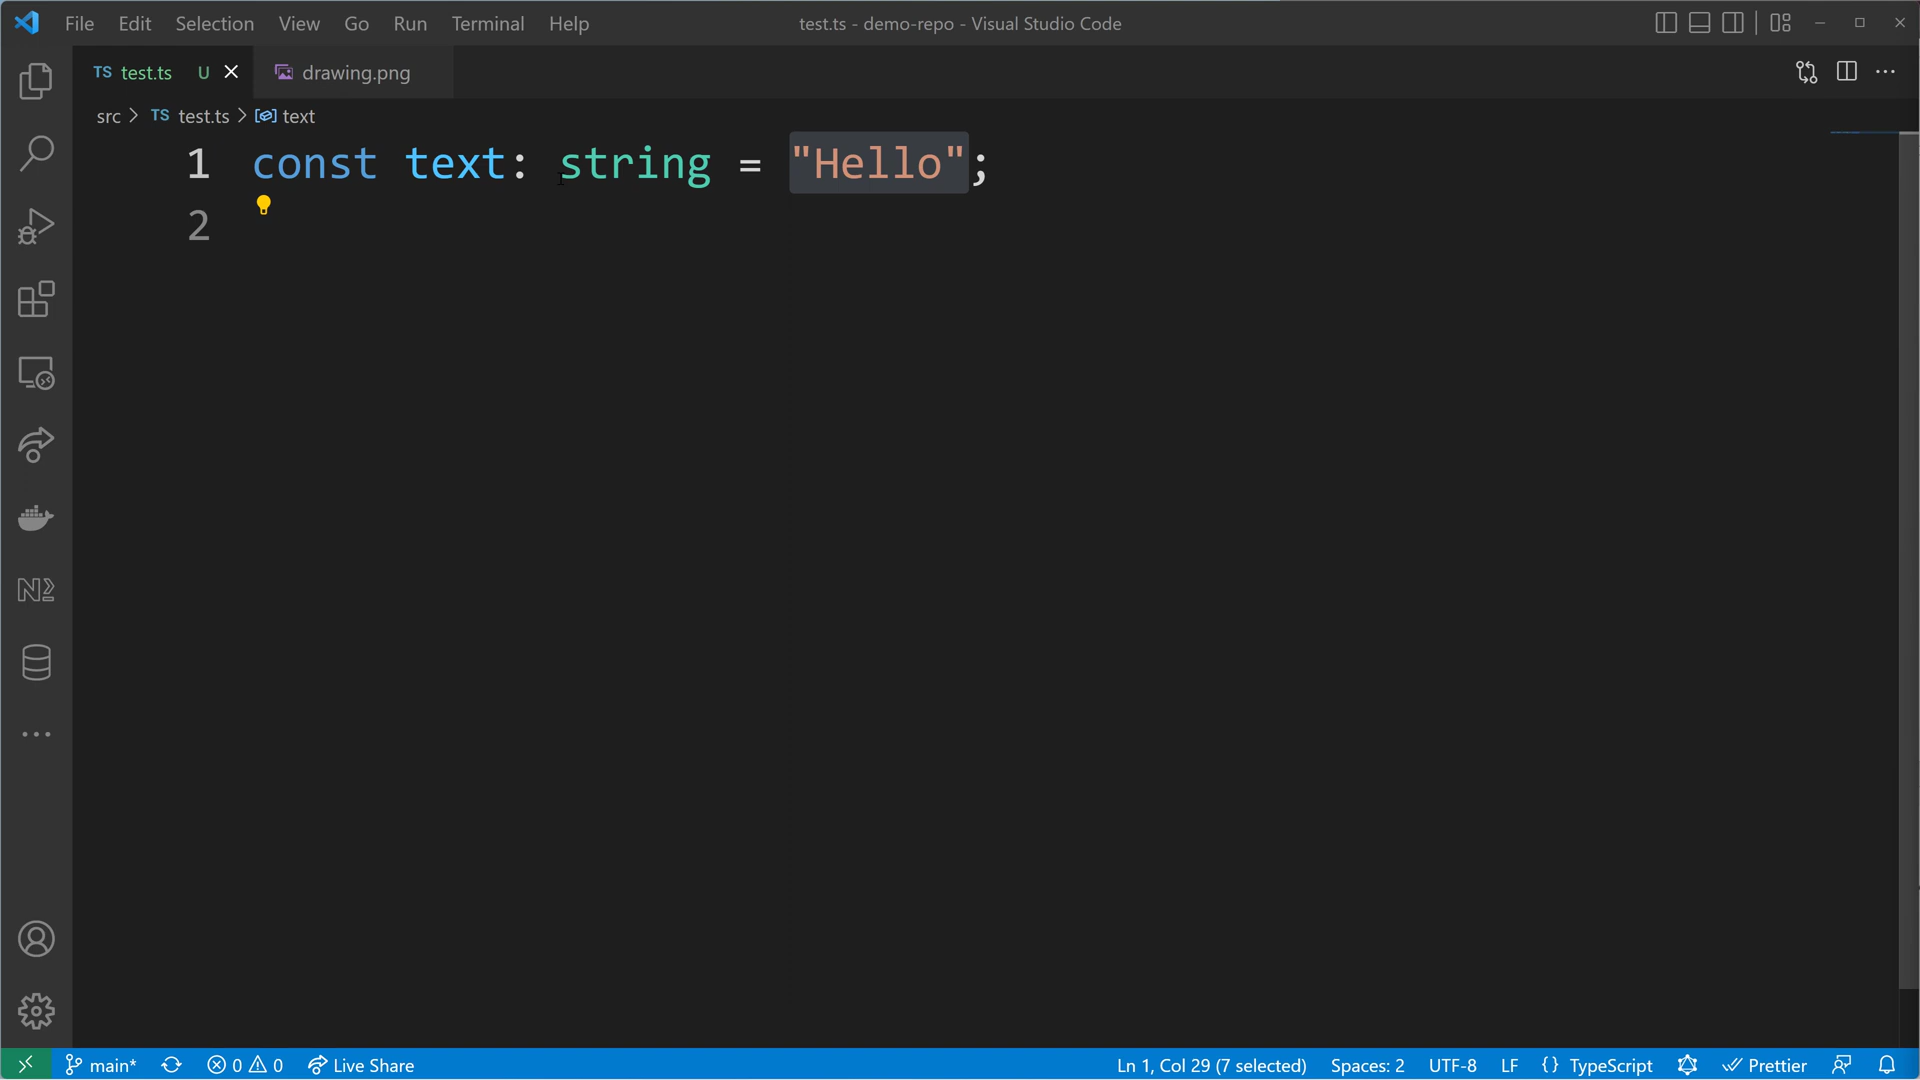 File Edit Selection View Go Run Terminal Help test.ts - demo-repo - Visual Studio Code
TS test.ts U drawing.png
src > TS test.ts > text
1 const text: string = "Hello";
2
main* 0 0 Live Share Ln 1, Col 29 (7 selected) Spaces: 2 UTF-8 LF {} TypeScript Prettier